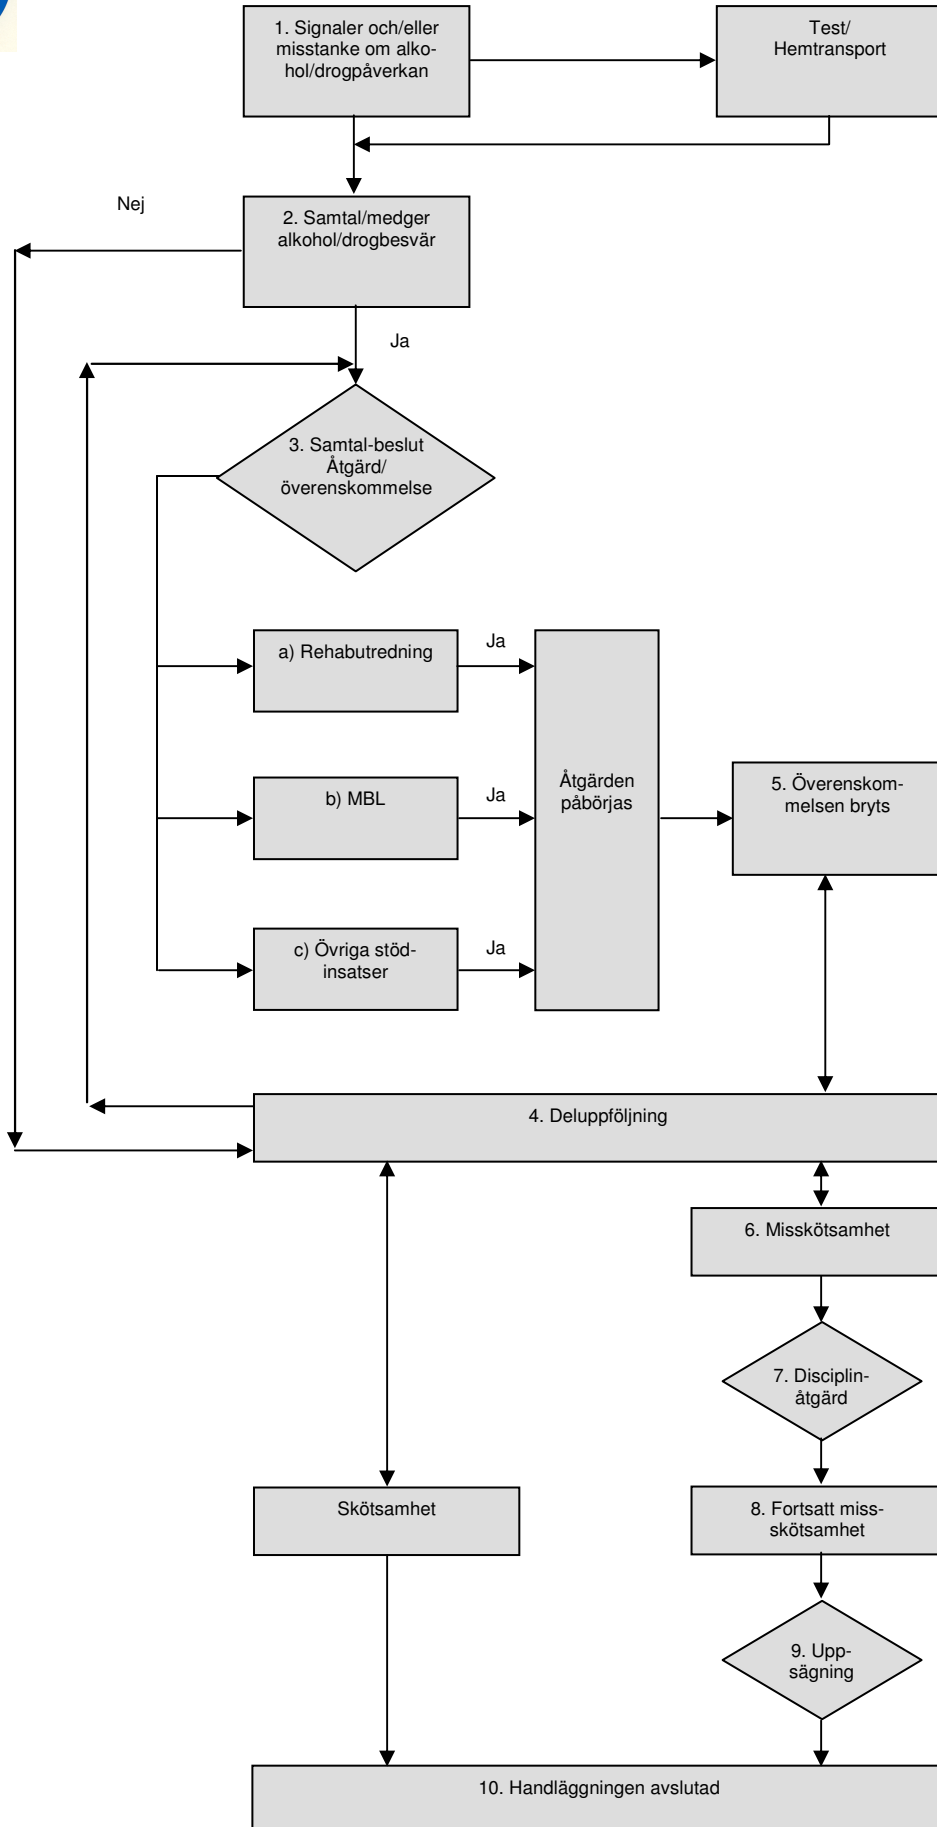 1. Signaler och/eller
misstanke om alko-
hol/drogpåverkan
Test/
Hemtransport
Nej
2. Samtal/medger
alkohol/drogbesvär
Ja
3. Samtal-beslut
Åtgärd/
överenskommelse
a) Rehabutredning
Ja
b) MBL
Ja
c) Övriga stöd-
insatser
Ja
Åtgärden
påbörjas
5. Överenskom-
melsen bryts
4. Deluppföljning
6. Misskötsamhet
7. Disciplin-
åtgärd
Skötsamhet
8. Fortsatt miss-
skötsamhet
9. Upp-
sägning
10. Handläggningen avslutad